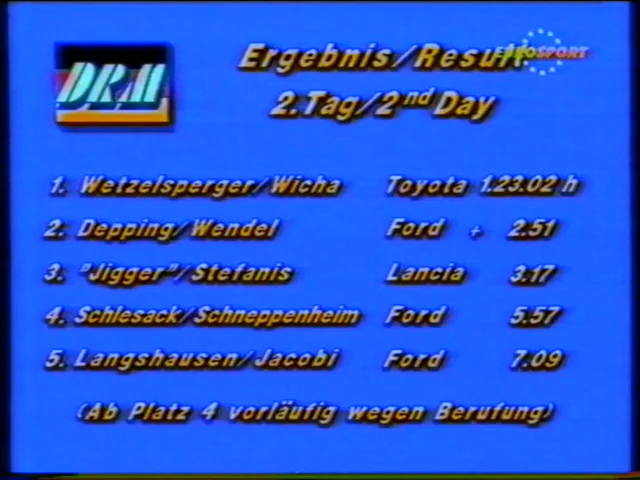 DRM
Ergebnis/Result
EUROSPORT
2.Tag/2nd Day
1. Wetzelsperger/Wicha Toyota 1.23.02 h
2. Depping/Wendel Ford + 2.51
3. "Jigger"/Stefanis Lancia 3.17
4. Schlesack/Schneppenheim Ford 5.57
5. Langshausen/Jacobi Ford 7.09
(Ab Platz 4 vorläufig wegen Berufung)